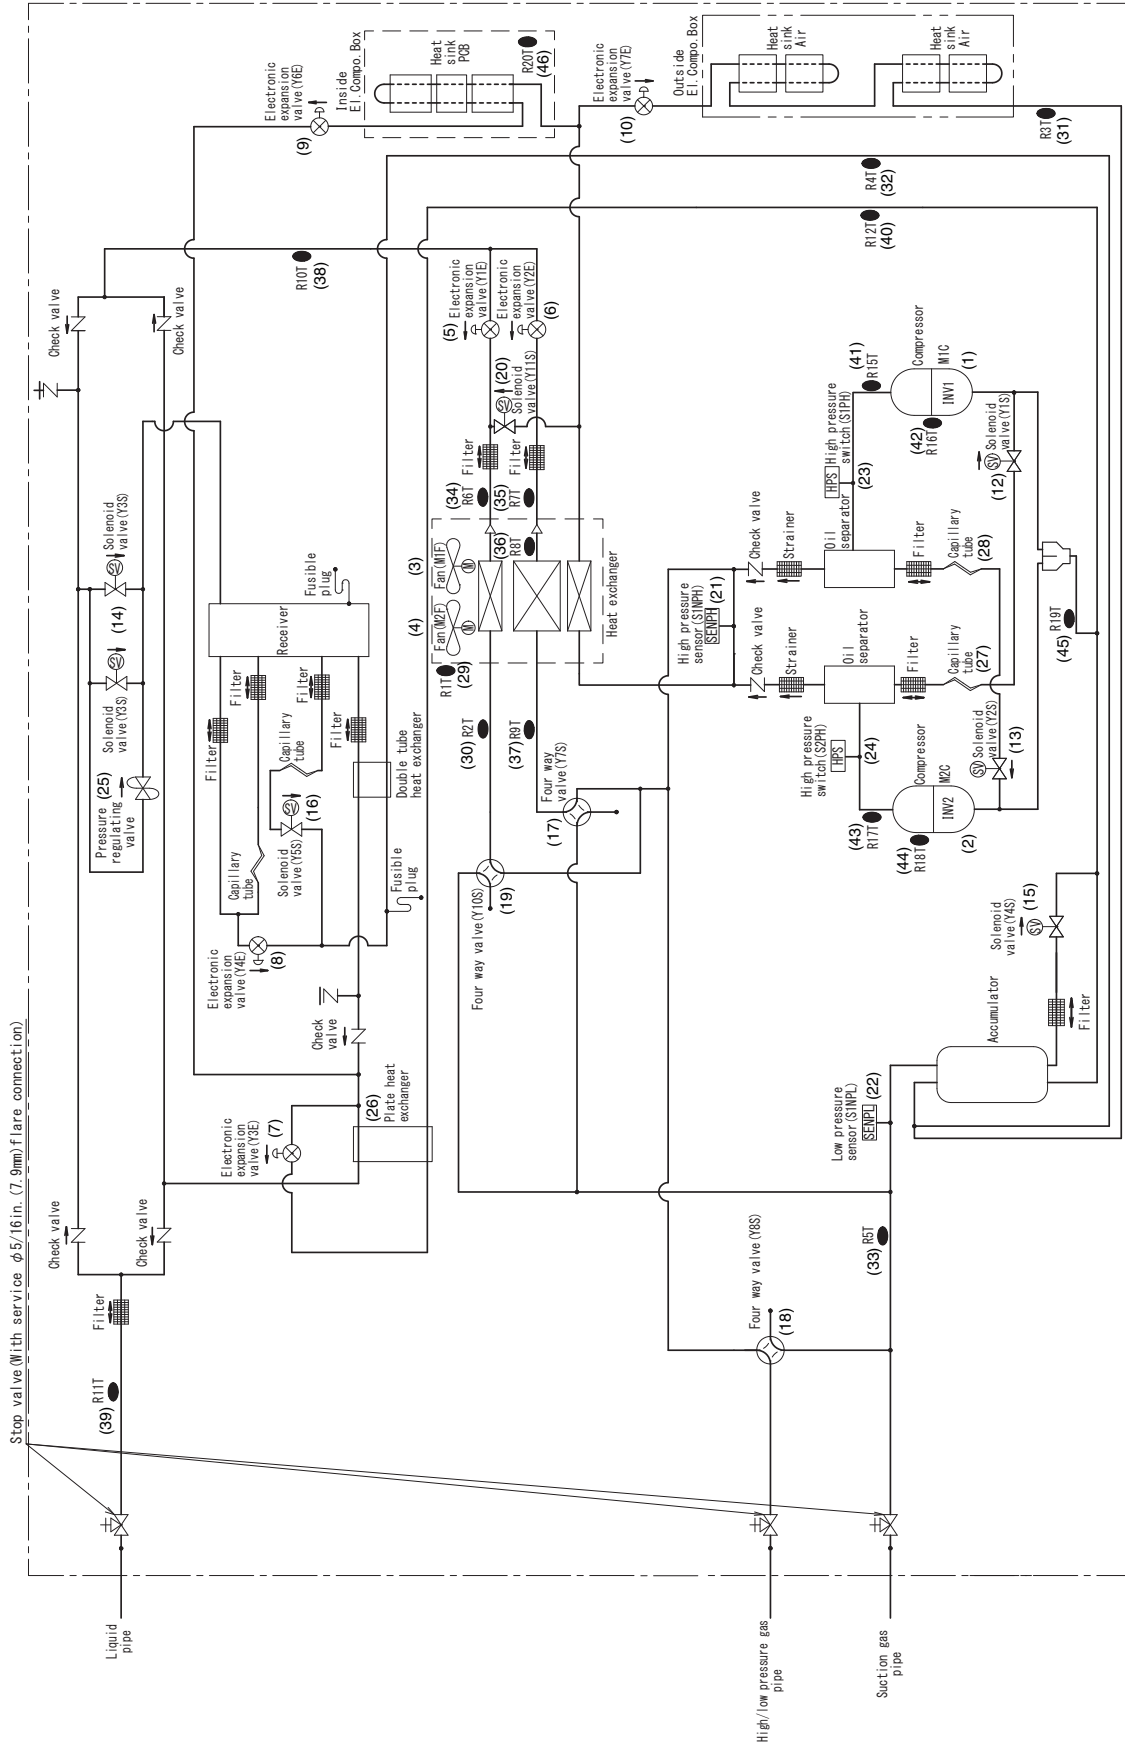 Stop valve(With service φ5/16in.(7.9mm)flare connection)
Liquid
pipe
R11T
(39)
Filter
Check valve
Check valve
Check valve
Check valve
Pressure
regulating
valve
(25)
Solenoid
valve(Y3S)
SV
Solenoid
valve(Y3S)
SV
(14)
Electronic
expansion
valve(Y3E)
(7)
(26)
Plate heat
exchanger
Check
valve
Electronic
expansion
valve(Y4E)
(8)
Filter
Capillary
tube
Filter
Capillary
tube
Filter
Solenoid
valve(Y5S)
SV
(16)
Filter
Double tube
heat exchanger
Fusible
plug
Receiver
Fusible
plug
R10T
(38)
Electronic
expansion
valve(Y6E)
(9)
Inside
El.Compo.Box
Heat
sink
PCB
R20T
(46)
Four way valve(Y10S)
(19)
Four way
valve(Y7S)
(17)
R2T
(30)
R9T
(37)
R1T
(29)
Fan(M2F)
M
(4)
Fan(M1F)
M
(3)
Heat exchanger
R8T
(36)
(34)
R6T
(35)
R7T
Filter
Filter
SV
(20)
Solenoid
valve(Y11S)
(5)
Electronic
expansion
valve(Y1E)
Electronic
expansion
valve(Y2E)
(6)
Electronic
expansion
valve(Y7E)
(10)
Outside
El.Compo.Box
Heat
sink
Air
Heat
sink
Air
R3T
(31)
R4T
(32)
R12T
(40)
High/low pressure gas
pipe
Four way valve(Y8S)
(18)
High pressure
sensor(S1NPH)
SENPH
(21)
Check valve
Strainer
Oil
separator
Filter
Capillary
tube
(27)
Check valve
Strainer
Oil
separator
Filter
Capillary
tube
(28)
High pressure
switch(S2PH)
HPS
(24)
High pressure
switch(S1PH)
HPS
(23)
(43)
R17T
Compressor
M2C
INV2
(44)
R18T
(2)
(41)
R15T
Compressor
M1C
INV1
(42)
R16T
(1)
SV
Solenoid
valve(Y2S)
(13)
SV
Solenoid
valve(Y1S)
(12)
R19T
(45)
Suction gas
pipe
R5T
(33)
Low pressure
sensor(S1NPL)
SENPL
(22)
Accumulator
Filter
Solenoid
valve(Y4S)
SV
(15)